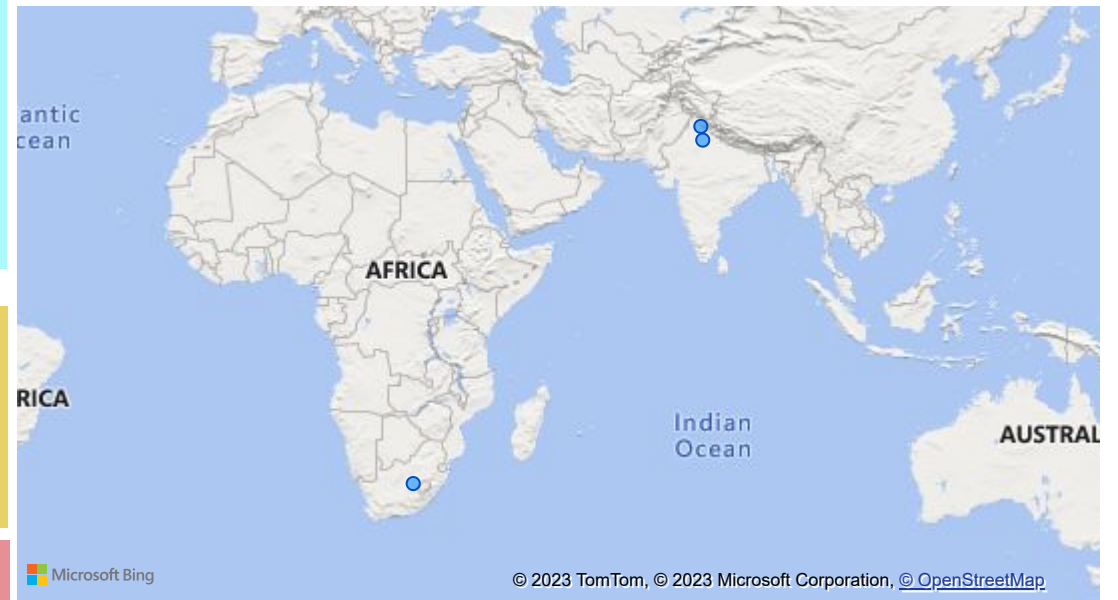 antic
cean
AFRICA
RICA
Indian
Ocean
AUSTRAL
Microsoft Bing
© 2023 TomTom, © 2023 Microsoft Corporation, © OpenStreetMap